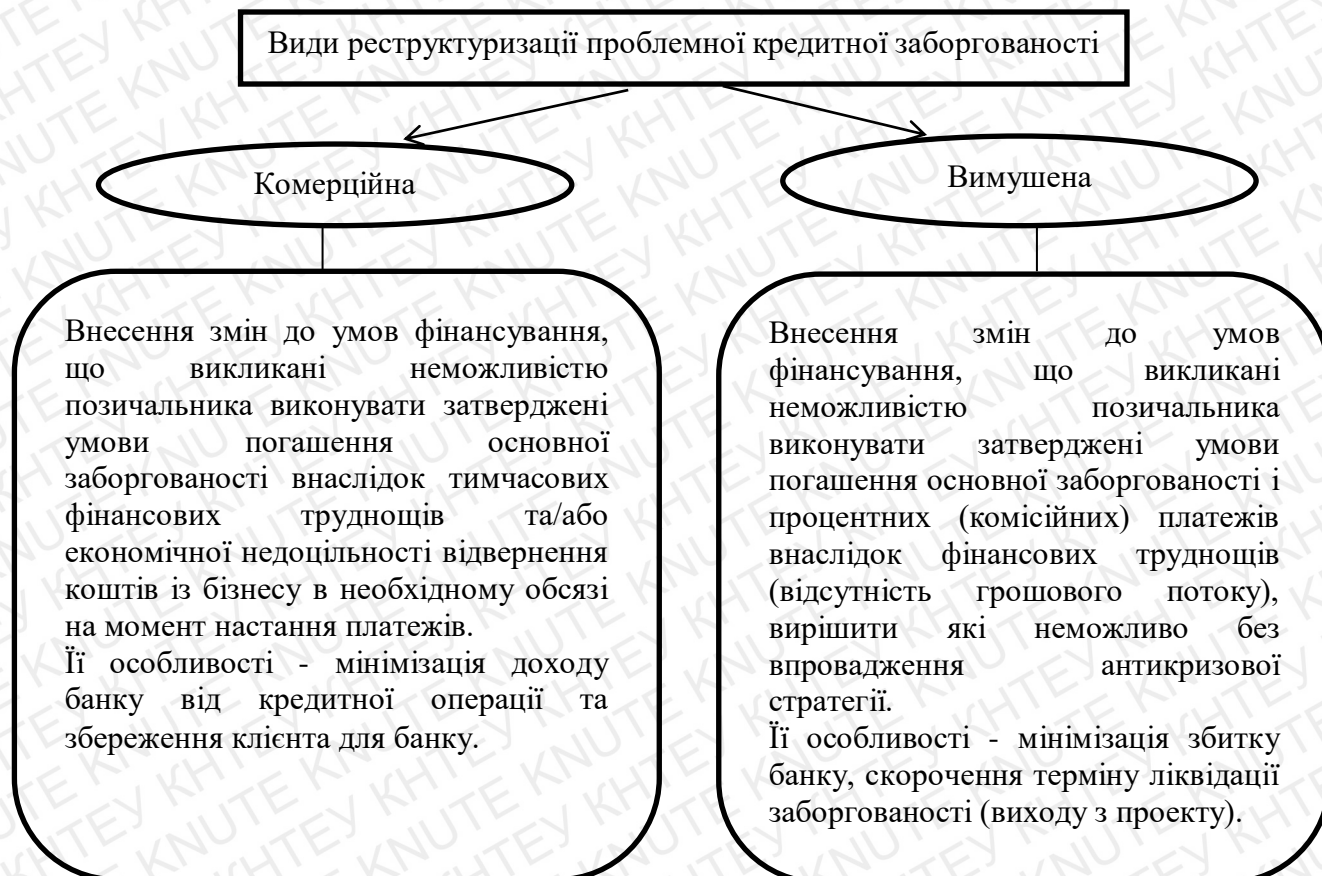 Види реструктуризації проблемної кредитної заборгованості
Комерційна
Вимушена
Внесення змін до умов фінансування,
що викликані неможливістю
позичальника виконувати затверджені
умови погашення основної
заборгованості внаслідок тимчасових
фінансових труднощів та/або
економічної недоцільності відвернення
коштів із бізнесу в необхідному обсязі
на момент настання платежів.
Її особливості - мінімізація доходу
банку від кредитної операції та
збереження клієнта для банку.
Внесення змін до умов
фінансування, що викликані
неможливістю позичальника
виконувати затверджені умови
погашення основної заборгованості і
процентних (комісійних) платежів
внаслідок фінансових труднощів
(відсутність грошового потоку),
вирішити які неможливо без
впровадження антикризової
стратегії.
Її особливості - мінімізація збитку
банку, скорочення терміну ліквідації
заборгованості (виходу з проекту).